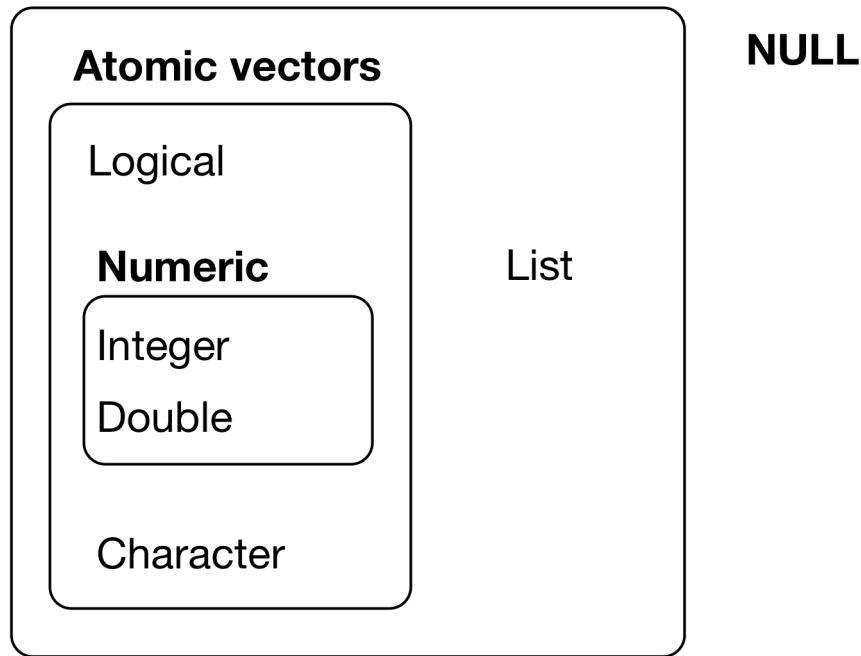 NULL
Atomic vectors
Logical
Numeric
List
Integer
Double
Character